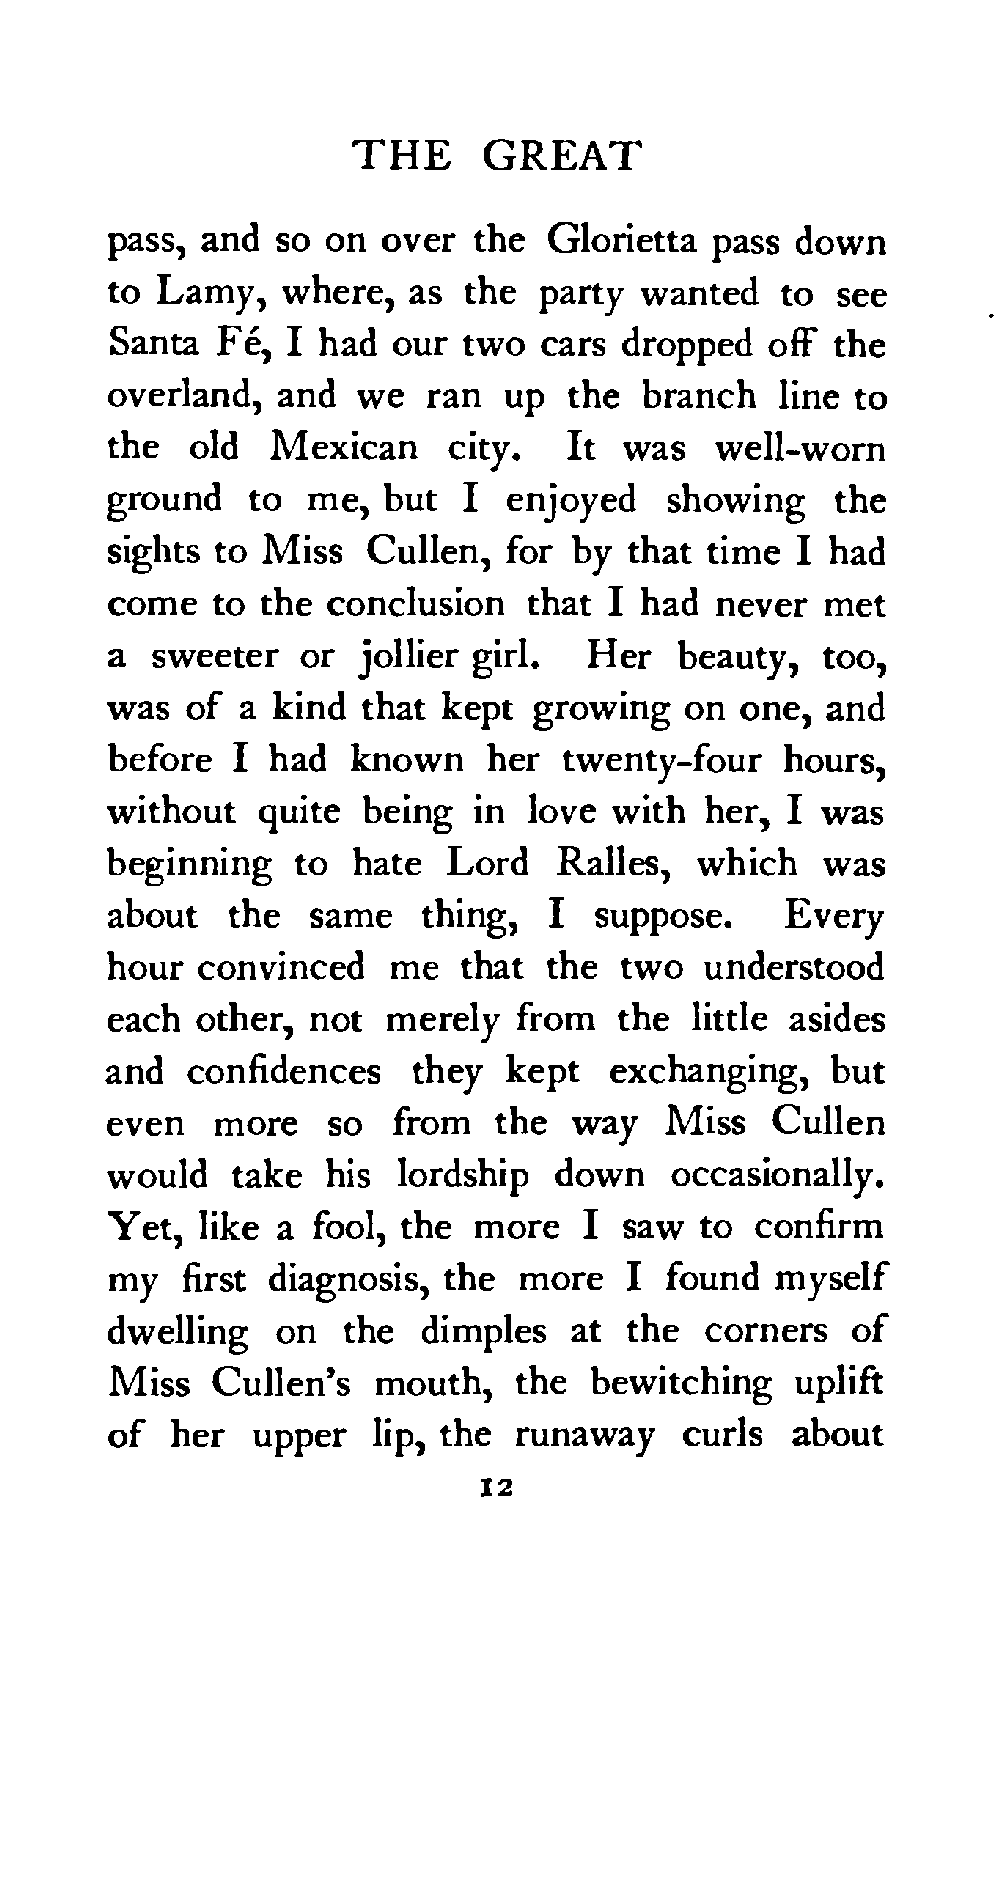 THE GREAT
pass, and so on over the Glorietta pass down
to Lamy, where, as the party wanted to see
Santa Fé, I had our two cars dropped off the
overland, and we ran up the branch line to
the old Mexican city. It was well-worn
ground to me, but I enjoyed showing the
sights to Miss Cullen, for by that time I had
come to the conclusion that I had never met
a sweeter or jollier girl. Her beauty, too,
was of a kind that kept growing on one, and
before I had known her twenty-four hours,
without quite being in love with her, I was
beginning to hate Lord Ralles, which was
about the same thing, I suppose. Every
hour convinced me that the two understood
each other, not merely from the little asides
and confidences they kept exchanging, but
even more so from the way Miss Cullen
would take his lordship down occasionally.
Yet, like a fool, the more I saw to confirm
my first diagnosis, the more I found myself
dwelling on the dimples at the corners of
Miss Cullen's mouth, the bewitching uplift
of her upper lip, the runaway curls about
12